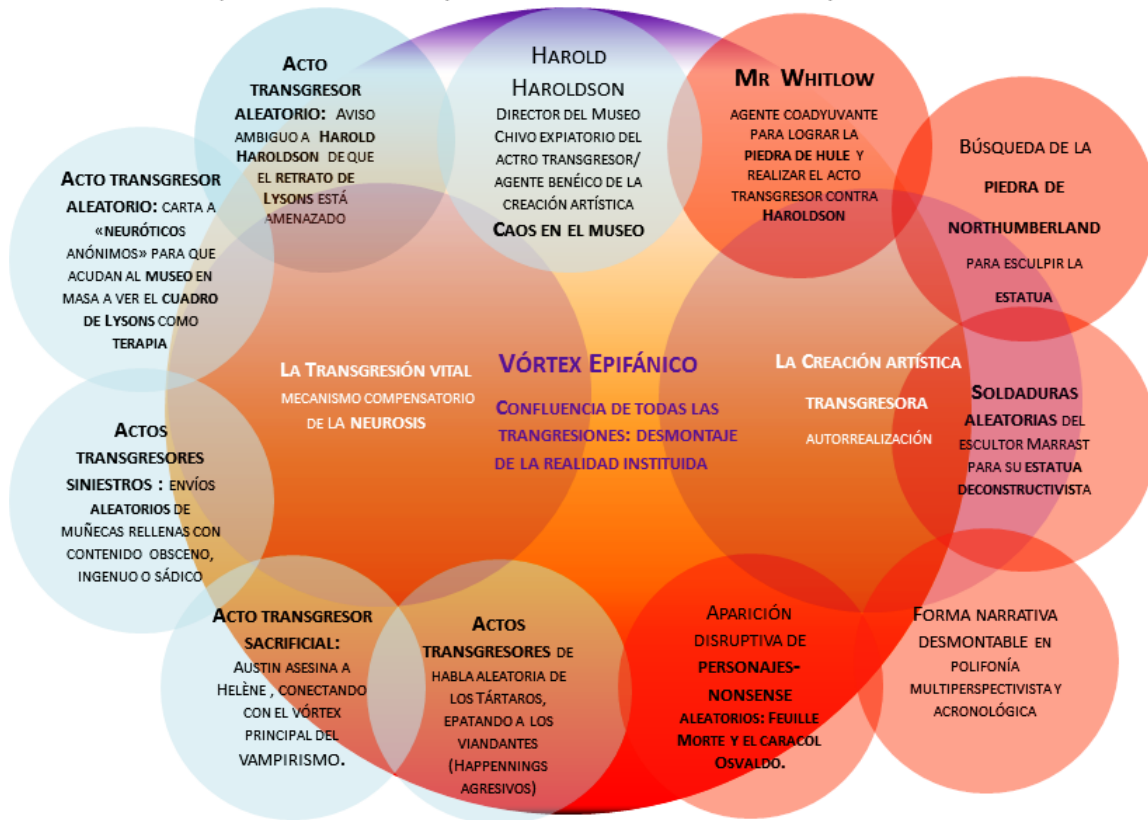 ACTO
TRANSGRESOR
ALEATORIO: AVISO
AMBIGUO A HAROLD
HAROLDSON DE QUE
EL RETRATO DE
LYSONS ESTÁ
AMENAZADO
HAROLD
HAROLDSON
DIRECTOR DEL MUSEO
CHIVO EXPIATORIO DEL
ACTRO TRANSGRESOR/
AGENTE BENÉICO DE LA
CREACIÓN ARTÍSTICA
CAOS EN EL MUSEO
MR WHITLOW
AGENTE COADYUVANTE
PARA LOGRAR LA
PIEDRA DE HULE Y
REALIZAR EL ACTO
TRANSGRESOR CONTRA
HAROLDSON
BÚSQUEDA DE LA
PIEDRA DE
NORTHUMBERLAND
PARA ESCULPIR LA
ESTATUA
ACTO TRANSGRESOR
ALEATORIO: CARTA A
«NEURÓTICOS
ANÓNIMOS» PARA QUE
ACUDAN AL MUSEO EN
MASA A VER EL CUADRO
DE LYSONS COMO
TERAPIA
LA TRANSGRESIÓN VITAL
MECANISMO COMPENSATORIO
DE LA NEUROSIS
VÓRTEX EPIFÁNICO
CONFLUENCIA DE TODAS LAS
TRANGRESIONES: DESMONTAJE
DE LA REALIDAD INSTITUIDA
LA CREACIÓN ARTÍSTICA
TRANSGRESORA
AUTORREALIZACIÓN
SOLDADURAS
ALEATORIAS DEL
ESCULTOR MARRAST
PARA SU ESTATUA
DECONSTRUCTIVISTA
ACTOS
TRANSGRESORES
SINIESTROS : ENVÍOS
ALEATORIOS DE
MUÑECAS RELLENAS CON
CONTENIDO OBSCENO,
INGENUO O SÁDICO
ACTO TRANSGRESOR
SACRIFICIAL:
AUSTIN ASESINA A
HELÈNE , CONECTANDO
CON EL VÓRTEX
PRINCIPAL DEL
VAMPIRISMO.
ACTOS
TRANSGRESORES DE
HABLA ALEATORIA DE
LOS TÁRTAROS,
EPATANDO A LOS
VIANDANTES
(HAPPENNINGS
AGRESIVOS)
APARICIÓN
DISRUPTIVA DE
PERSONAJES-
NONSENSE
ALEATORIOS: FEUILLE
MORTE Y EL CARACOL
OSVALDO.
FORMA NARRATIVA
DESMONTABLE EN
POLIFONÍA
MULTIPERSPECTIVISTA Y
ACRONOLÓGICA